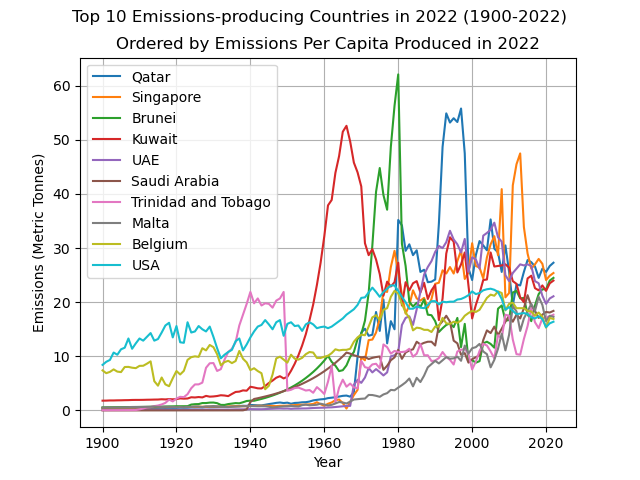 Top 10 Emissions-producing Countries in 2022 (1900-2022)
Ordered by Emissions Per Capita Produced in 2022
Emissions (Metric Tonnes)
60
50
40
30
20
10
0
Qatar
Singapore
Brunei
Kuwait
UAE
Saudi Arabia
Trinidad and Tobago
Malta
Belgium
USA
1900 1920 1940 1960 1980 2000 2020
Year